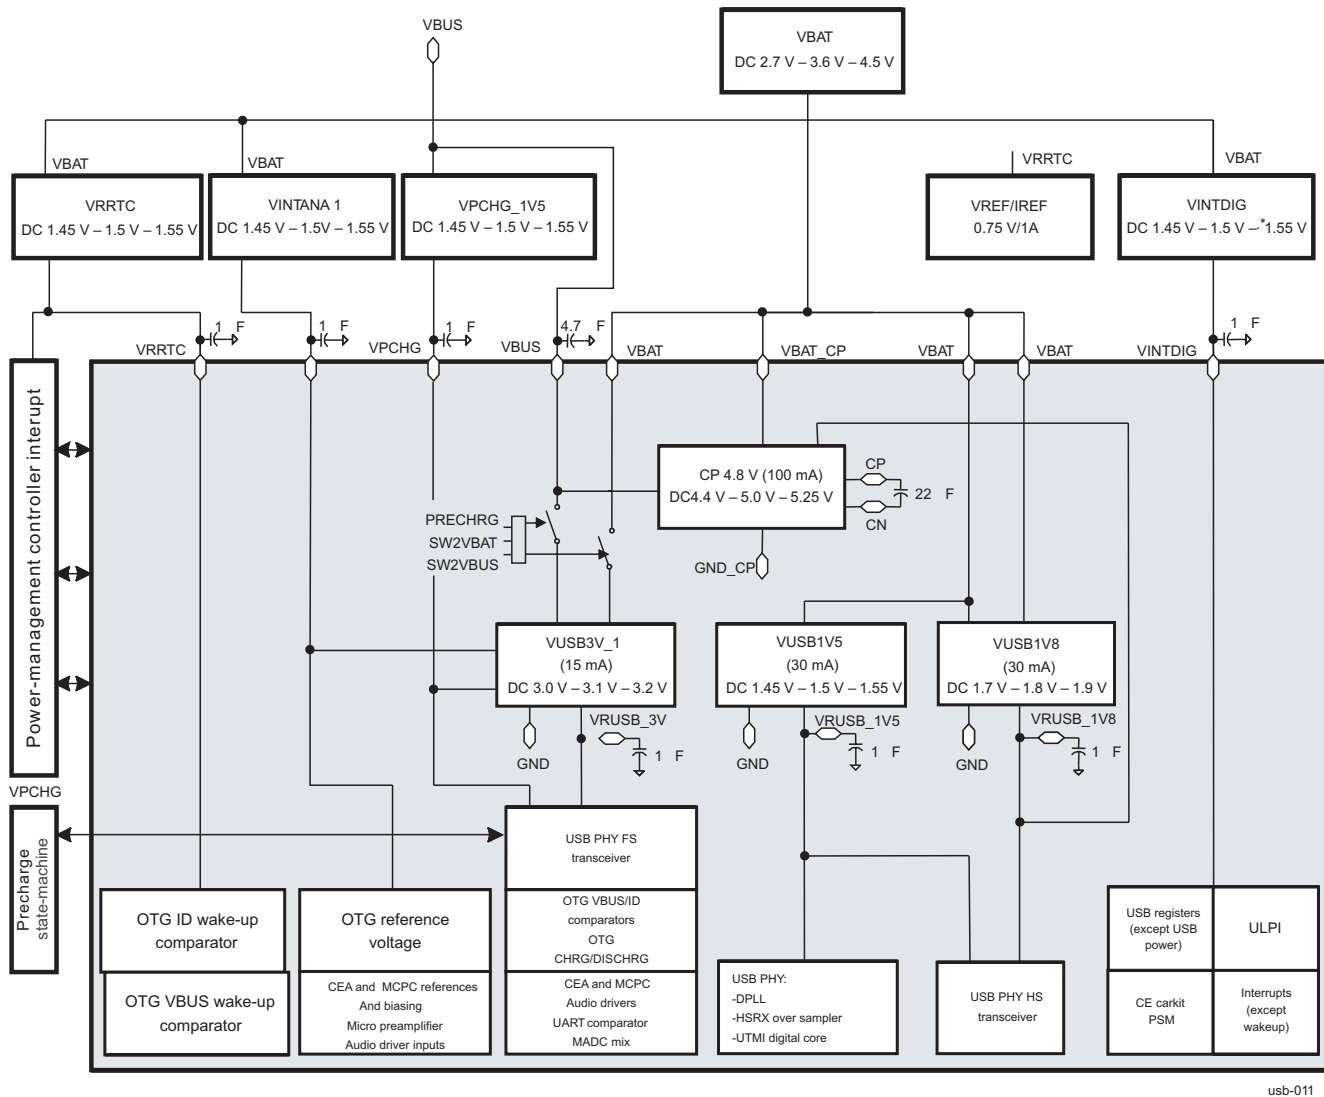 VBUS
VBAT
DC 2.7 V – 3.6 V – 4.5 V
VBAT
VBAT
VRRTC
VBAT
VRRTC
DC 1.45 V – 1.5 V – 1.55 V
VINTANA 1
DC 1.45 V – 1.5V – 1.55 V
VPCHG_1V5
DC 1.45 V – 1.5 V – 1.55 V
VREF/IREF
0.75 V/1A
VINTDIG
DC 1.45 V – 1.5 V –.*1.55 V
1 F
1 F
1 F
4.7 F
1 F
VRRTC
VPCHG
VBUS
VBAT
VBAT_CP
VBAT
VBAT
VINTDIG
Power-management controller interupt
CP 4.8 V (100 mA)
DC4.4 V – 5.0 V – 5.25 V
CP
22 F
CN
GND_CP
PRECHRG
SW2VBAT
SW2VBUS
VUSB3V_1
(15 mA)
DC 3.0 V – 3.1 V – 3.2 V
VUSB1V5
(30 mA)
DC 1.45 V – 1.5 V – 1.55 V
VUSB1V8
(30 mA)
DC 1.7 V – 1.8 V – 1.9 V
VRUSB_3V
1 F
GND
VRUSB_1V5
1 F
GND
VRUSB_1V8
1 F
GND
VPCHG
Precharge
state-machine
USB PHY FS
transceiver
OTG VBUS/ID
comparators
OTG
CHRG/DISCHRG
CEA and MCPC
Audio drivers
UART comparator
MADC mix
OTG ID wake-up
comparator
OTG VBUS wake-up
comparator
OTG reference
voltage
CEA and MCPC references
And biasing
Micro preamplifier
Audio driver inputs
USB PHY:
-DPLL
-HSRX over sampler
-UTMI digital core
USB PHY HS
transceiver
USB registers
(except USB
power)
ULPI
CE carkit
PSM
Interrupts
(except
wakeup)
usb-011